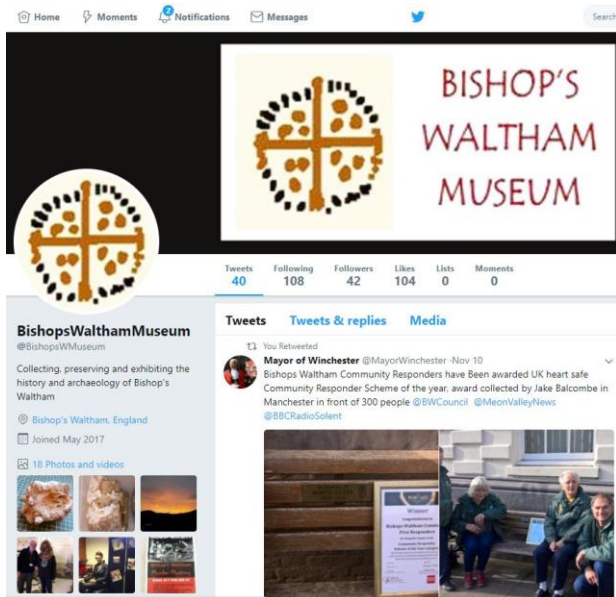 Home Moments 2 Notifications Messages Search
BISHOP'S
WALTHAM
MUSEUM
Tweets Following Followers Likes Lists Moments
40 108 42 104 0 0
BishopsWalthamMuseum
@BishopsWMuseum
Collecting, preserving and exhibiting the
history and archaeology of Bishop's
Waltham
Bishop's Waltham, England
Joined May 2017
18 Photos and videos
Tweets Tweets & replies Media
You Retweeted
Mayor of Winchester @MayorWinchester · Nov 10
Bishops Waltham Community Responders have Been awarded UK heart safe
Community Responder Scheme of the year, award collected by Jake Balcombe in
Manchester in front of 300 people @BWCouncil @MeonValleyNews
@BBCRadioSolent
Winner